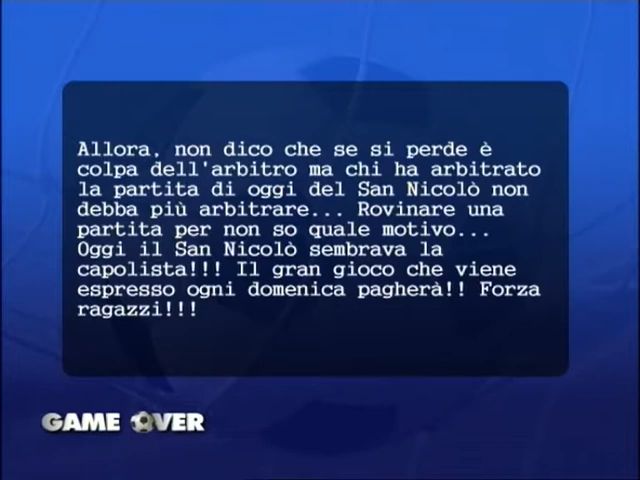 Allora, non dico che se si perde è
colpa dell'arbitro ma chi ha arbitrato
la partita di oggi del San Nicolò non
debba più arbitrare... Rovinare una
partita per non so quale motivo...
Oggi il San Nicolò sembrava la
capolista!!! Il gran gioco che viene
espresso ogni domenica pagherà!! Forza
ragazzi!!!
GAME OVER